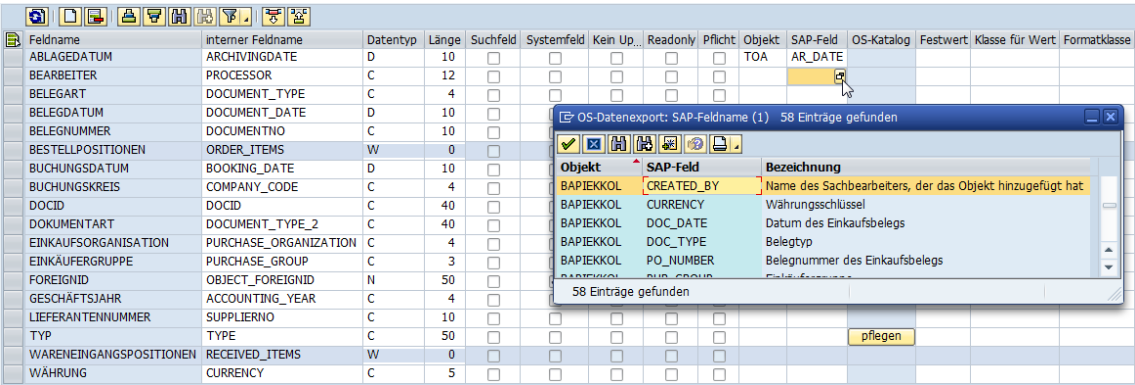 Feldname interner Feldname Datentyp Länge Suchfeld Systemfeld Kein Up... Readonly Pflicht Objekt SAP-Feld OS-Katalog Festwert Klasse für Wert Formatklasse
ABLAGEDATUM ARCHIVINGDATE D 10 TOA AR_DATE
BEARBEITER PROCESSOR C 12
BELEGART DOCUMENT_TYPE C 4
BELEGDATUM DOCUMENT_DATE D 10
BELEGNUMMER DOCUMENTNO C 10
BESTELLPOSITIONEN ORDER_ITEMS W 0
BUCHUNGSDATUM BOOKING_DATE D 10
BUCHUNGSKREIS COMPANY_CODE C 4
DOCID DOCID C 40
DOKUMENTART DOCUMENT_TYPE_2 C 40
EINKAUFSORGANISATION PURCHASE_ORGANIZATION C 4
EINKÄUFERGRUPPE PURCHASE_GROUP C 3
FOREIGNID OBJECT_FOREIGNID N 50
GESCHÄFTSJAHR ACCOUNTING_YEAR C 4
LIEFERANTENNUMMER SUPPLIERNO C 10
TYP TYPE C 50 pflegen
WARENEINGANGSPOSITIONEN RECEIVED_ITEMS W 0
WÄHRUNG CURRENCY C 5
OS-Datenexport: SAP-Feldname (1) 58 Einträge gefunden
Objekt SAP-Feld Bezeichnung
BAPIEKKOL CREATED_BY Name des Sachbearbeiters, der das Objekt hinzugefügt hat
BAPIEKKOL CURRENCY Währungsschlüssel
BAPIEKKOL DOC_DATE Datum des Einkaufsbelegs
BAPIEKKOL DOC_TYPE Belegtyp
BAPIEKKOL PO_NUMBER Belegnummer des Einkaufsbelegs
BAPIEKKOL PUR_GROUP Einkäufergruppe
58 Einträge gefunden